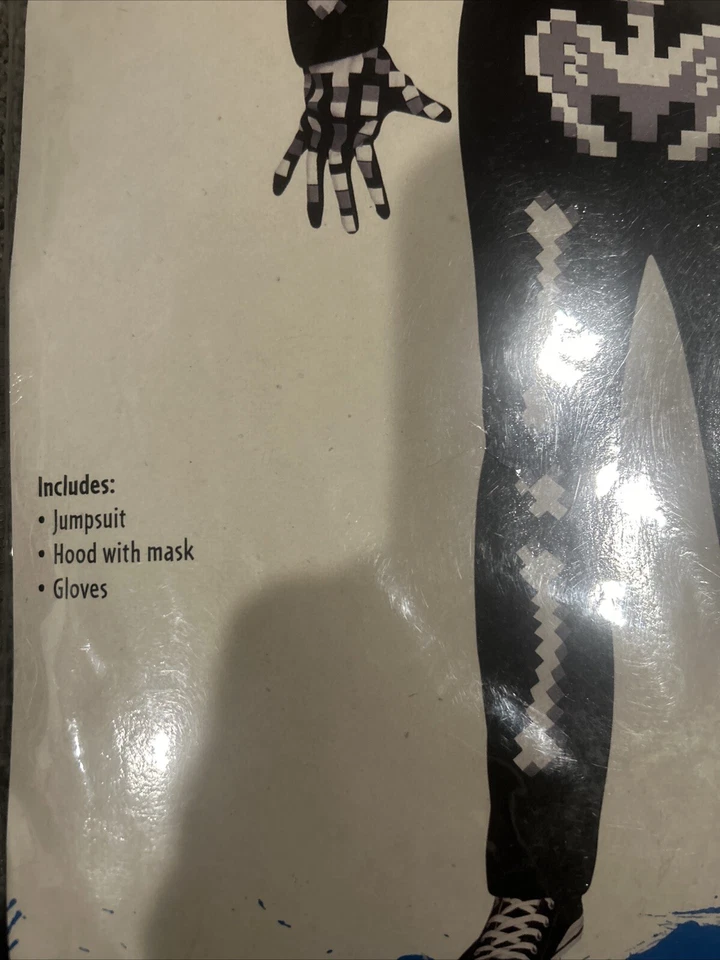 Includes:
• Jumpsuit
• Hood with mask
• Gloves